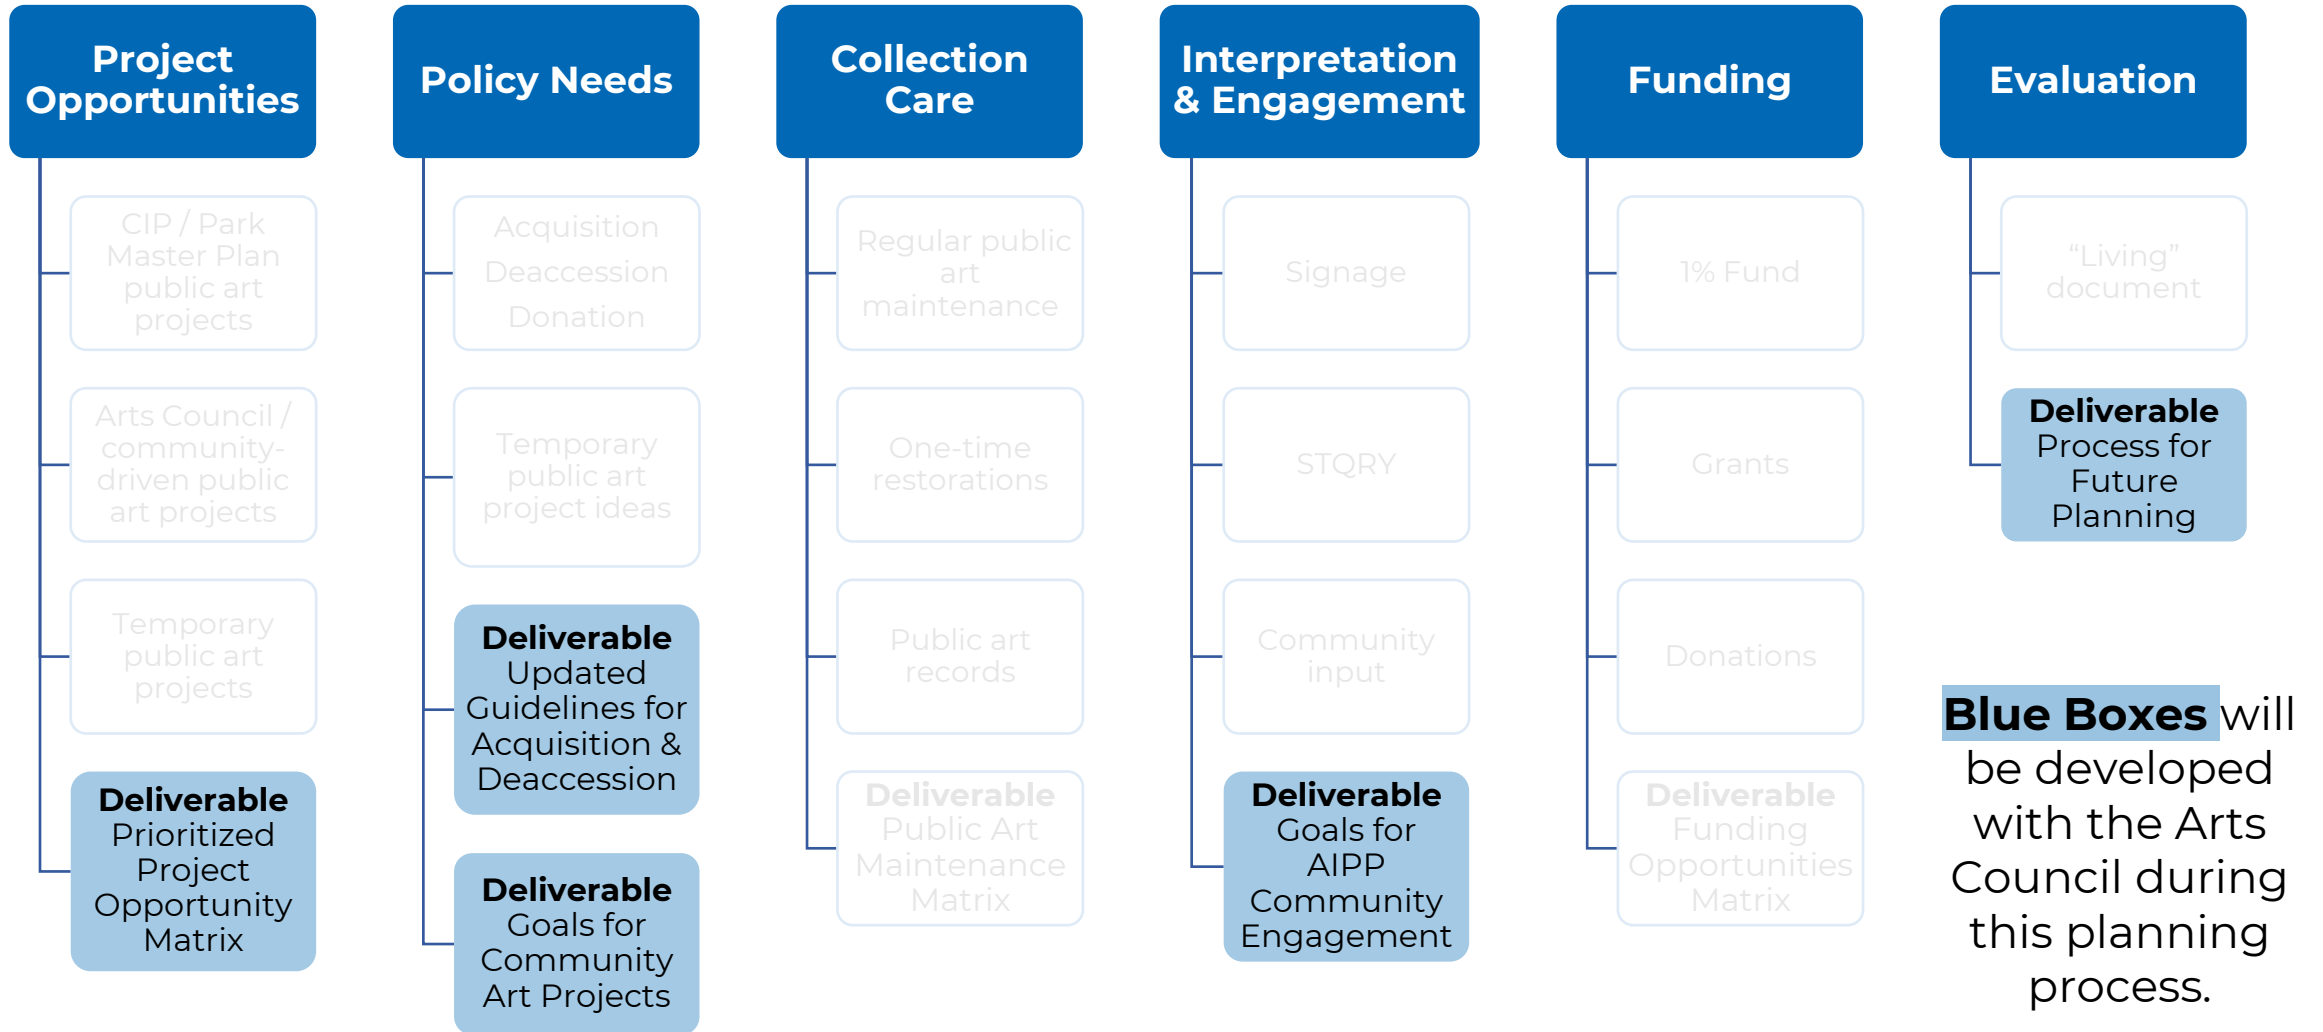 Project
Opportunities
CIP / Park
Master Plan
public art
projects
Arts Council /
community-
driven public
art projects
Temporary
public art
projects
Deliverable
Prioritized
Project
Opportunity
Matrix
Policy Needs
Acquisition
Deaccession
Donation
Temporary
public art
project ideas
Deliverable
Updated
Guidelines for
Acquisition &
Deaccession
Deliverable
Goals for
Community
Art Projects
Collection
Care
Regular public
art
maintenance
One-time
restorations
Public art
records
Deliverable
Public Art
Maintenance
Matrix
Interpretation
& Engagement
Signage
STQRY
Community
input
Deliverable
Goals for
AIPP
Community
Engagement
Funding
1% Fund
Grants
Donations
Deliverable
Funding
Opportunities
Matrix
Evaluation
“Living”
document
Deliverable
Process for
Future
Planning
Blue Boxes will
be developed
with the Arts
Council during
this planning
process.